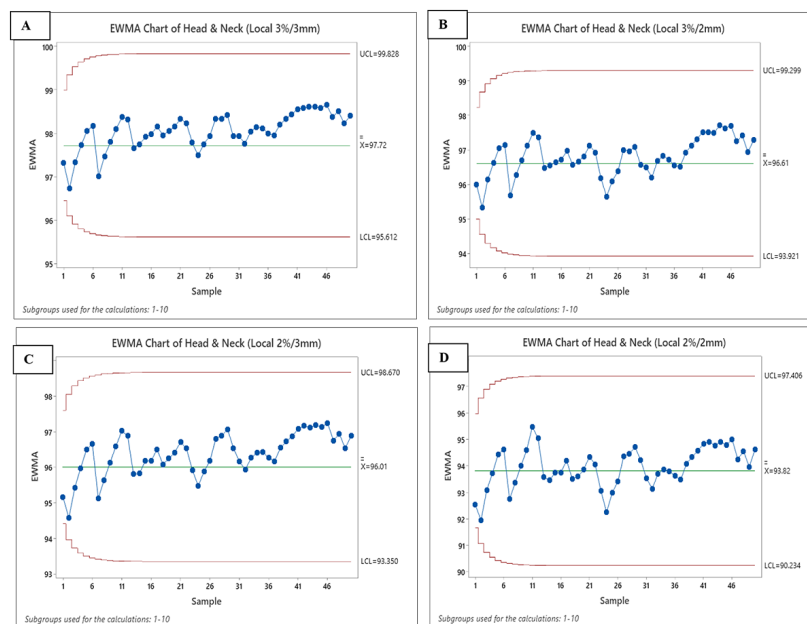 A
EWMA Chart of Head & Neck (Local 3%/3mm)
100
99
98
97
96
95
EWMA
UCL=99.828
X=97.72
LCL=95.612
1 6 11 16 21 26 31 36 41 46
Sample
Subgroups used for the calculations: 1-10
B
EWMA Chart of Head & Neck (Local 3%/2mm)
100
99
98
97
96
95
94
EWMA
UCL=99.299
X=96.61
LCL=93.921
1 6 11 16 21 26 31 36 41 46
Sample
Subgroups used for the calculations: 1-10
C
EWMA Chart of Head & Neck (Local 2%/3mm)
98
97
96
95
94
93
EWMA
UCL=98.670
X=96.01
LCL=93.350
1 6 11 16 21 26 31 36 41 46
Sample
Subgroups used for the calculations: 1-10
D
EWMA Chart of Head & Neck (Local 2%/2mm)
97
96
95
94
93
92
91
90
EWMA
UCL=97.406
X=93.82
LCL=90.234
1 6 11 16 21 26 31 36 41 46
Sample
Subgroups used for the calculations: 1-10